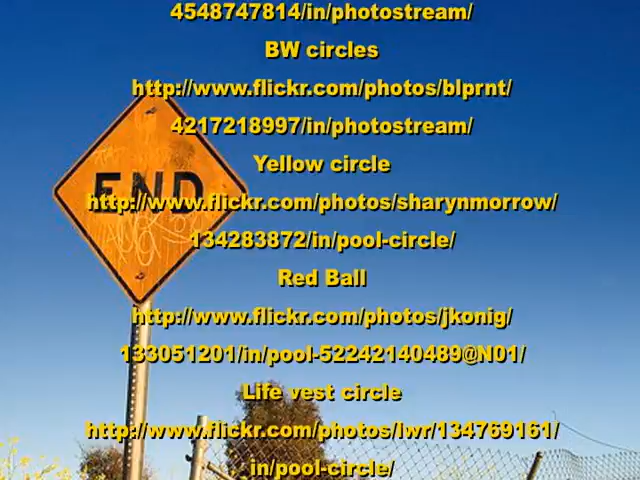 4548747814/in/photostream/
BW circles
http://www.flickr.com/photos/blprnt/
4217218997/in/photostream/
Yellow circle
END
http://www.flickr.com/photos/sharynmorrow/
134283872/in/pool-circle/
Red Ball
http://www.flickr.com/photos/jkonig/
133051201/in/pool-52242140489@N01/
Life vest circle
http://www.flickr.com/photos/lwr/134769161/
in/pool-circle/